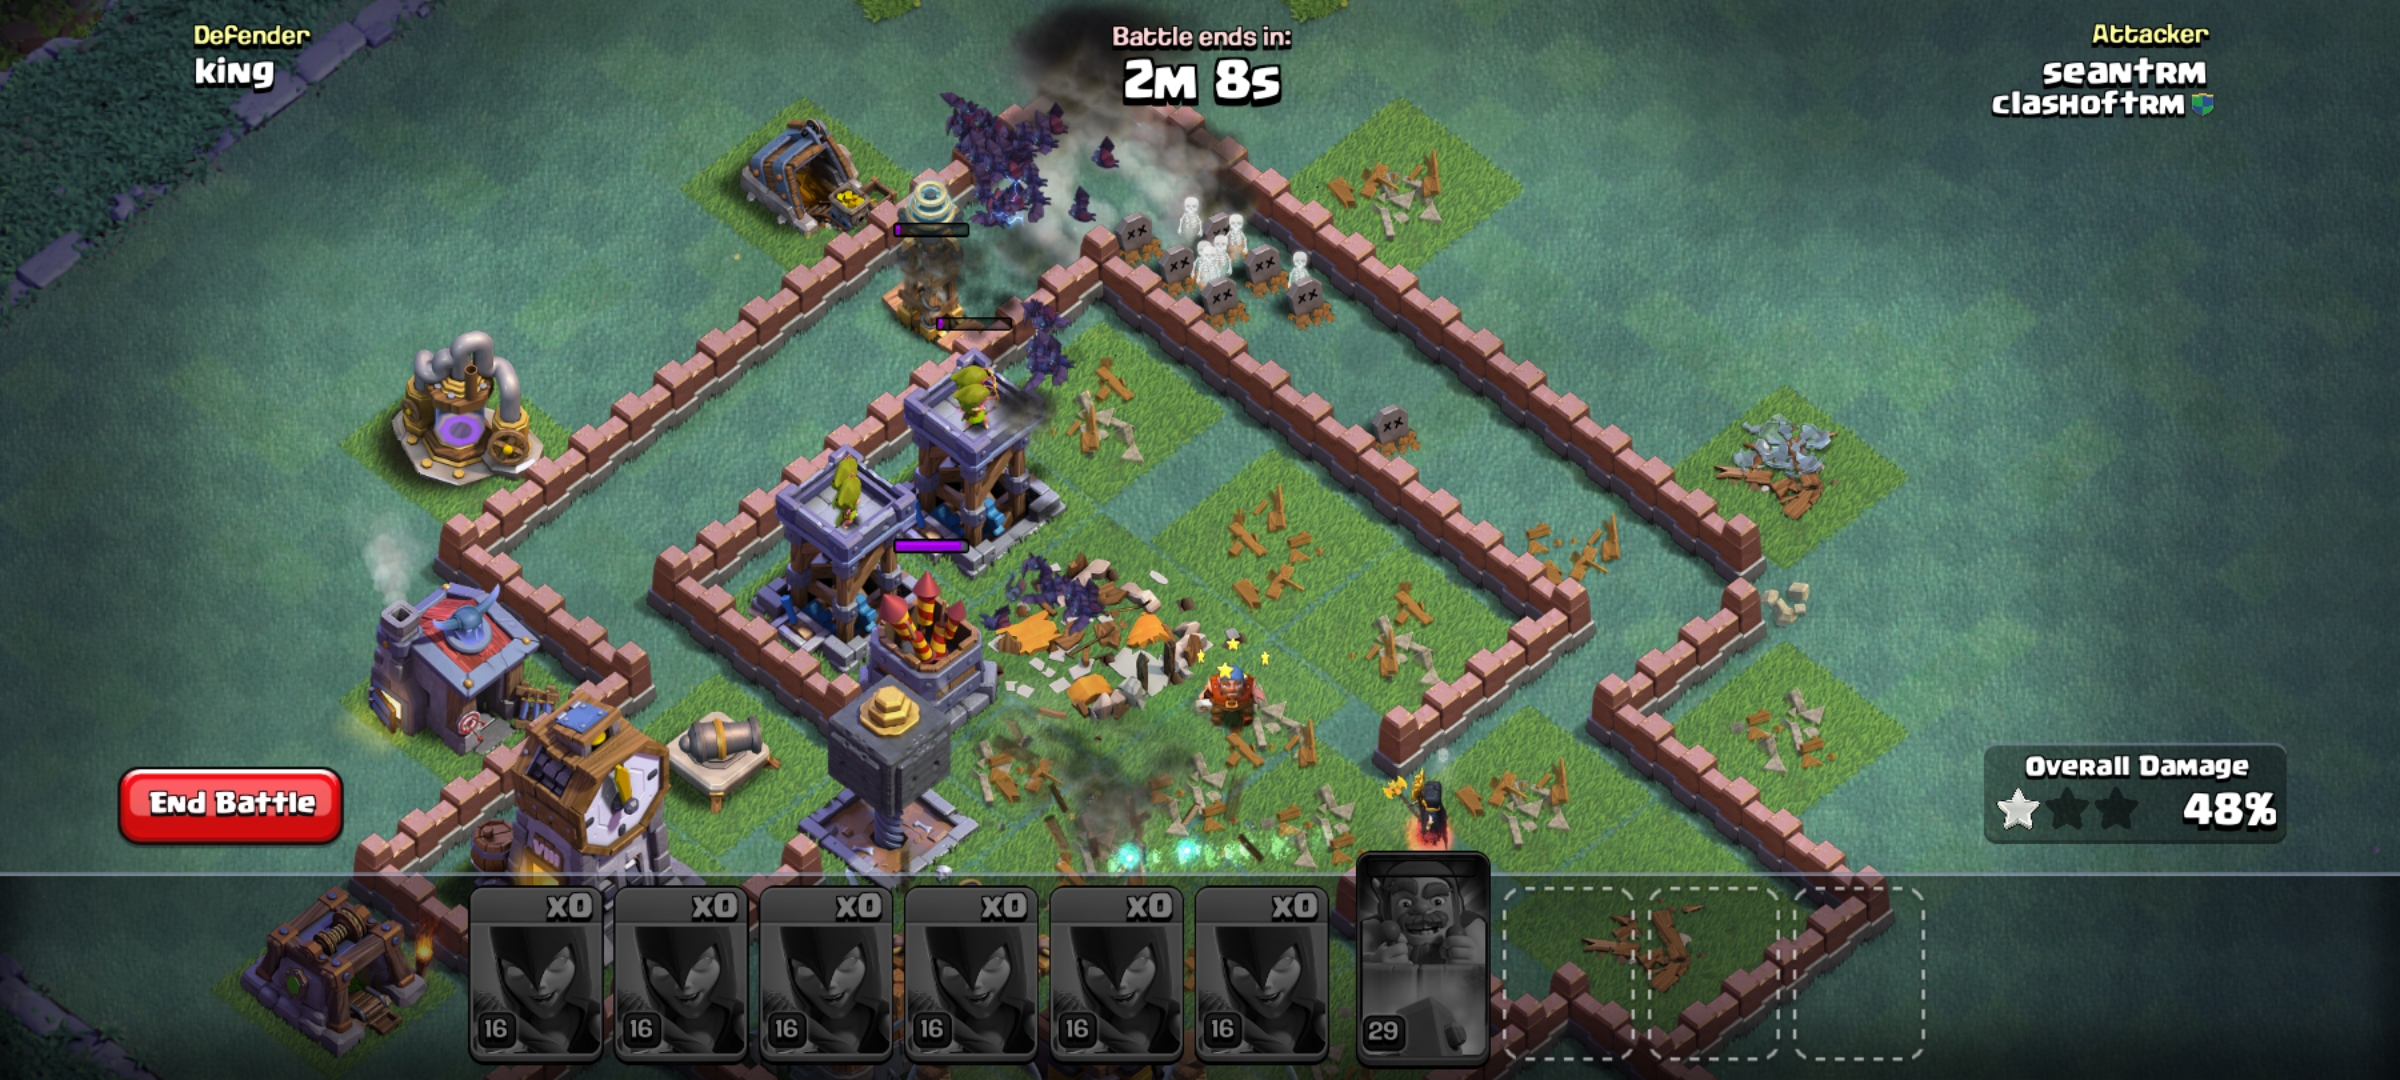 Defender
king
Battle ends in:
2m 8s
Attacker
seantrm
clashoftrm
End Battle
Overall Damage
48%
VIII
x0
x0
x0
x0
x0
x0
16
16
16
16
16
16
29